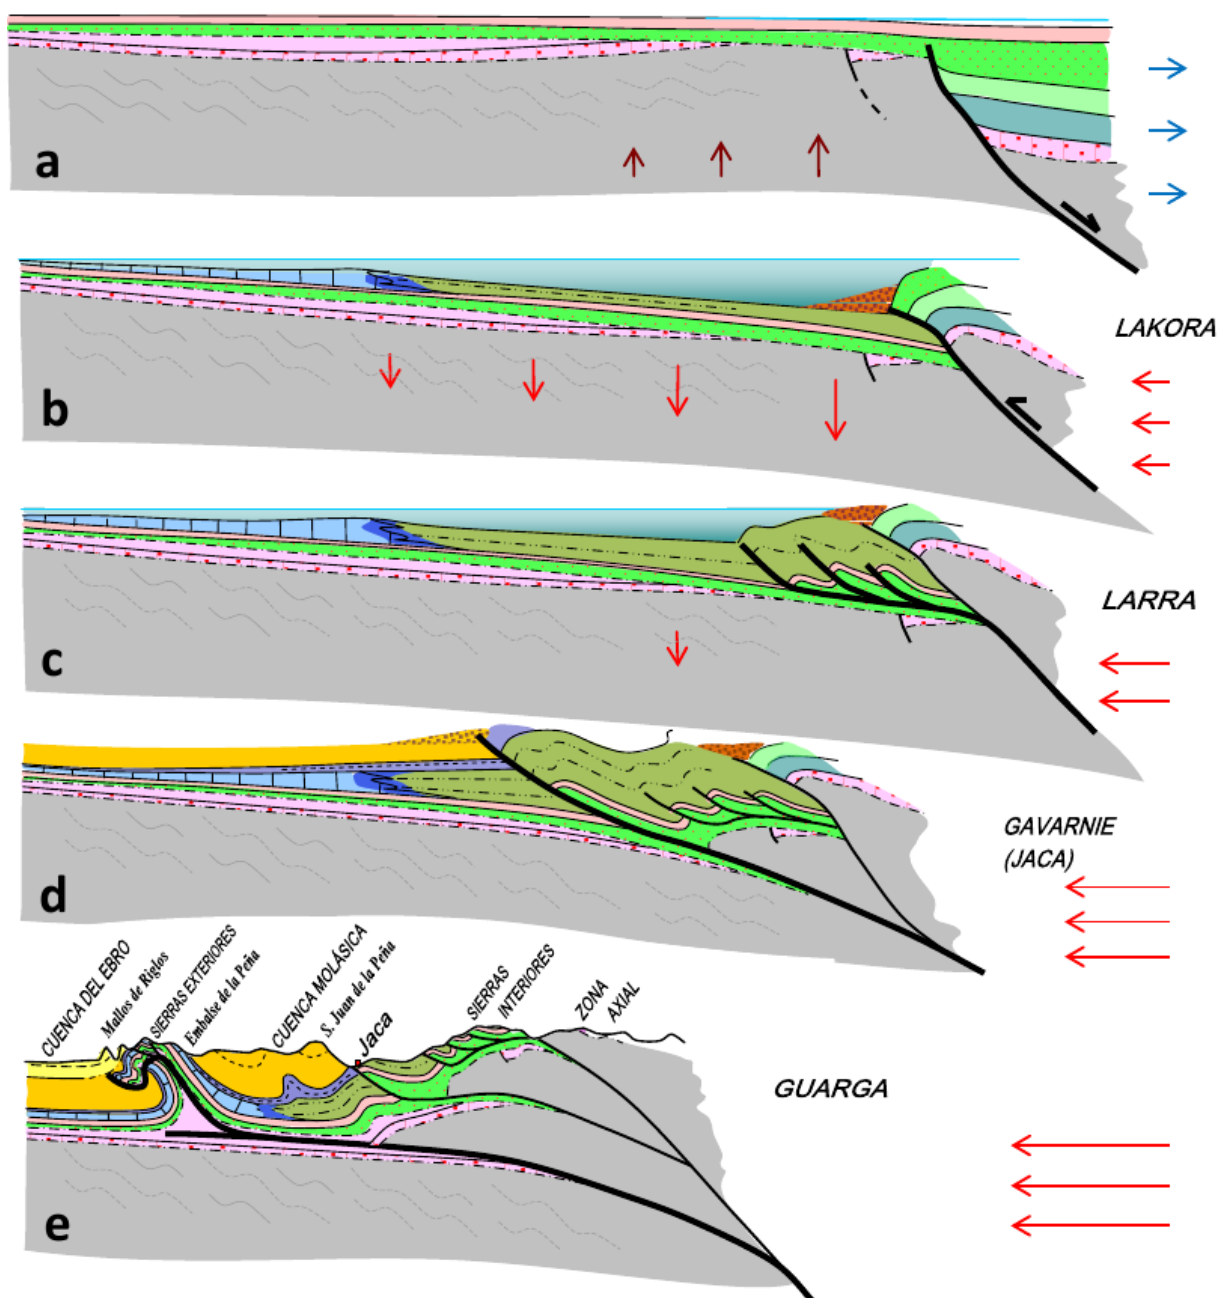 a
b
LAKORA
c
LARRA
d
GAVARNIE
(JACA)
e
CUENCA DEL EBRO
Mallos de Riglos
SIERRAS EXTERIORES
Embalse de la Peña
CUENCA MOLÁSICA
S. Juan de la Peña
Jaca
SIERRAS
INTERIORES
ZONA
AXIAL
GUARGA